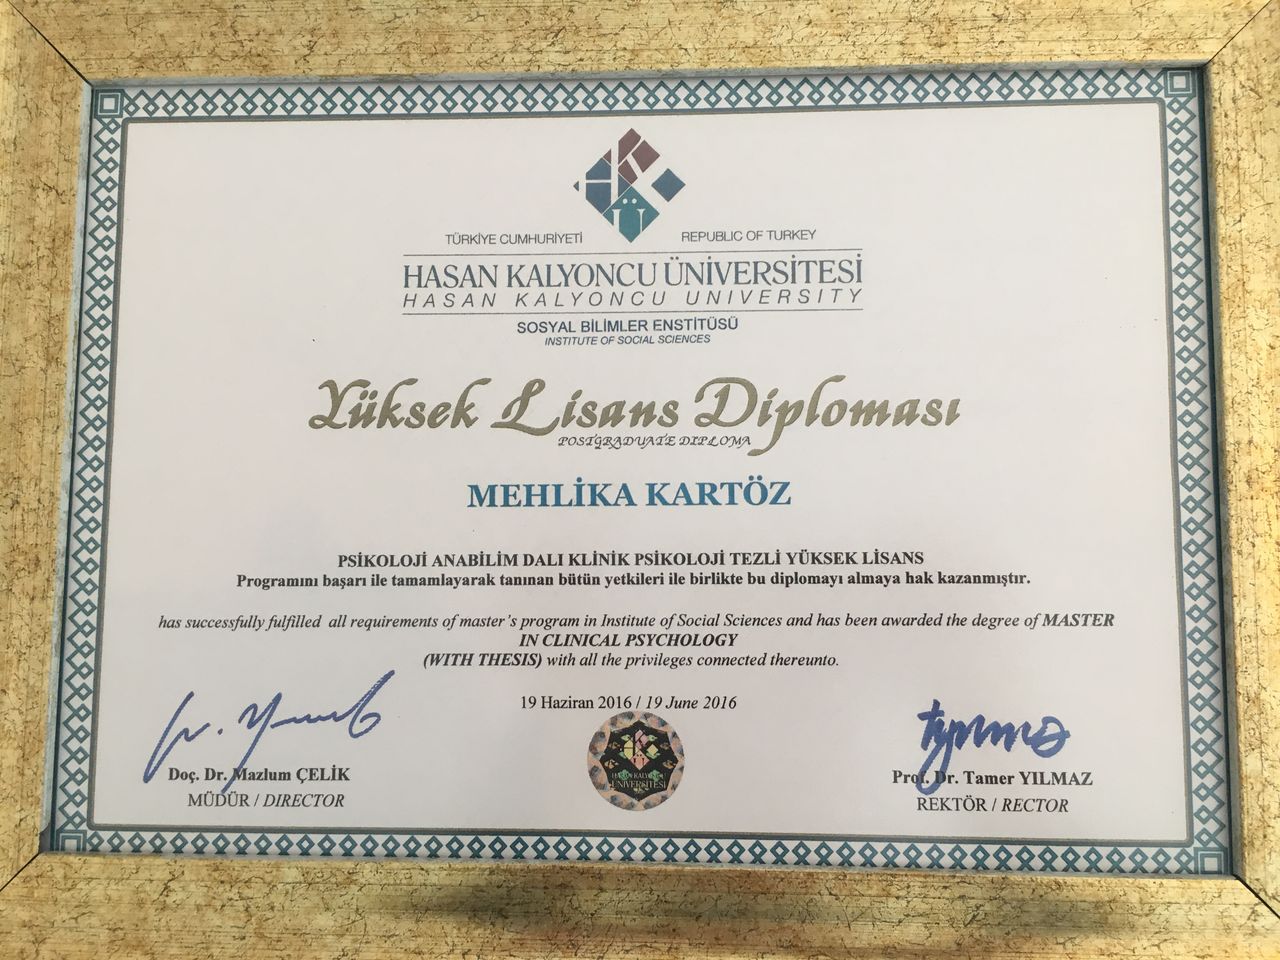 TÜRKİYE CUMHURİYETİ REPUBLIC OF TURKEY
HASAN KALYONCU ÜNİVERSİTESİ
HASAN KALYONCU UNIVERSITY
SOSYAL BİLİMLER ENSTİTÜSÜ
INSTITUTE OF SOCIAL SCIENCES
Yüksek Lisans Diploması
POSTGRADUATE DIPLOMA
MEHLİKA KARTÖZ
PSİKOLOJİ ANABİLİM DALI KLİNİK PSİKOLOJİ TEZLİ YÜKSEK LİSANS
Programını başarı ile tamamlayarak tanınan bütün yetkileri ile birlikte bu diplomayı almaya hak kazanmıştır.
has successfully fulfilled all requirements of master's program in Institute of Social Sciences and has been awarded the degree of MASTER
IN CLINICAL PSYCHOLOGY
(WITH THESIS) with all the privileges connected thereunto.
19 Haziran 2016 / 19 June 2016
HASAN KALYONCU
ÜNİVERSİTESİ
Doç. Dr. Mazlum ÇELİK
MÜDÜR / DIRECTOR
Prof. Dr. Tamer YILMAZ
REKTÖR / RECTOR